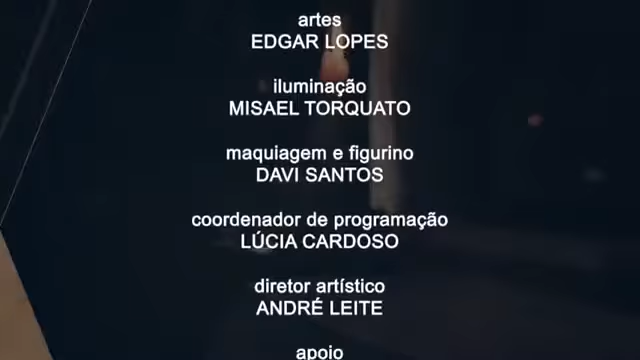 artes
EDGAR LOPES
iluminação
MISAEL TORQUATO
maquiagem e figurino
DAVI SANTOS
coordenador de programação
LÚCIA CARDOSO
diretor artístico
ANDRÉ LEITE
apoio